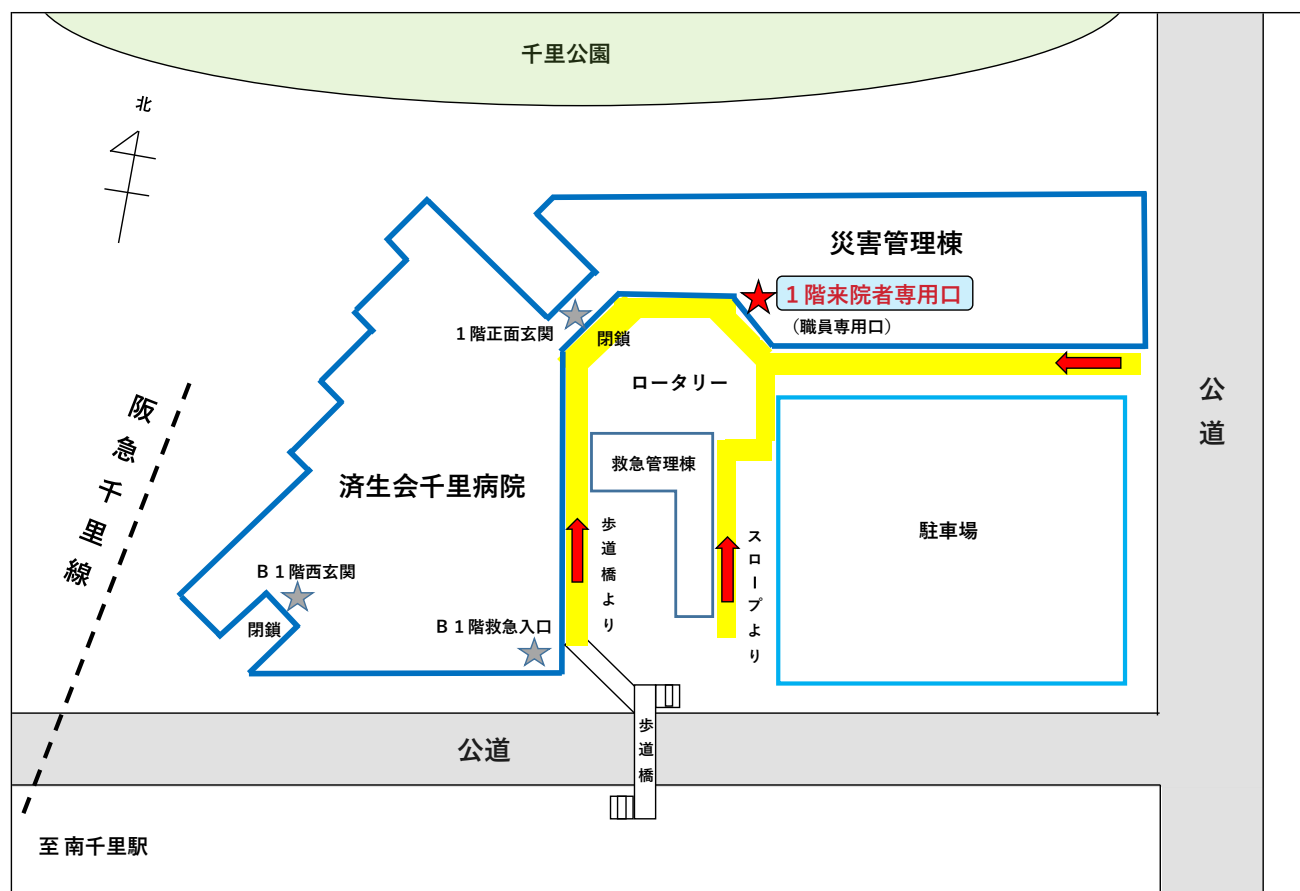 千里公園
北
災害管理棟
１階来院者専用口
（職員専用口）
１階正面玄関
閉鎖
ロータリー
公道
阪急千里線
救急管理棟
済生会千里病院
歩道橋より
スロープより
駐車場
Ｂ１階西玄関
閉鎖
Ｂ１階救急入口
歩道橋
公道
至 南千里駅